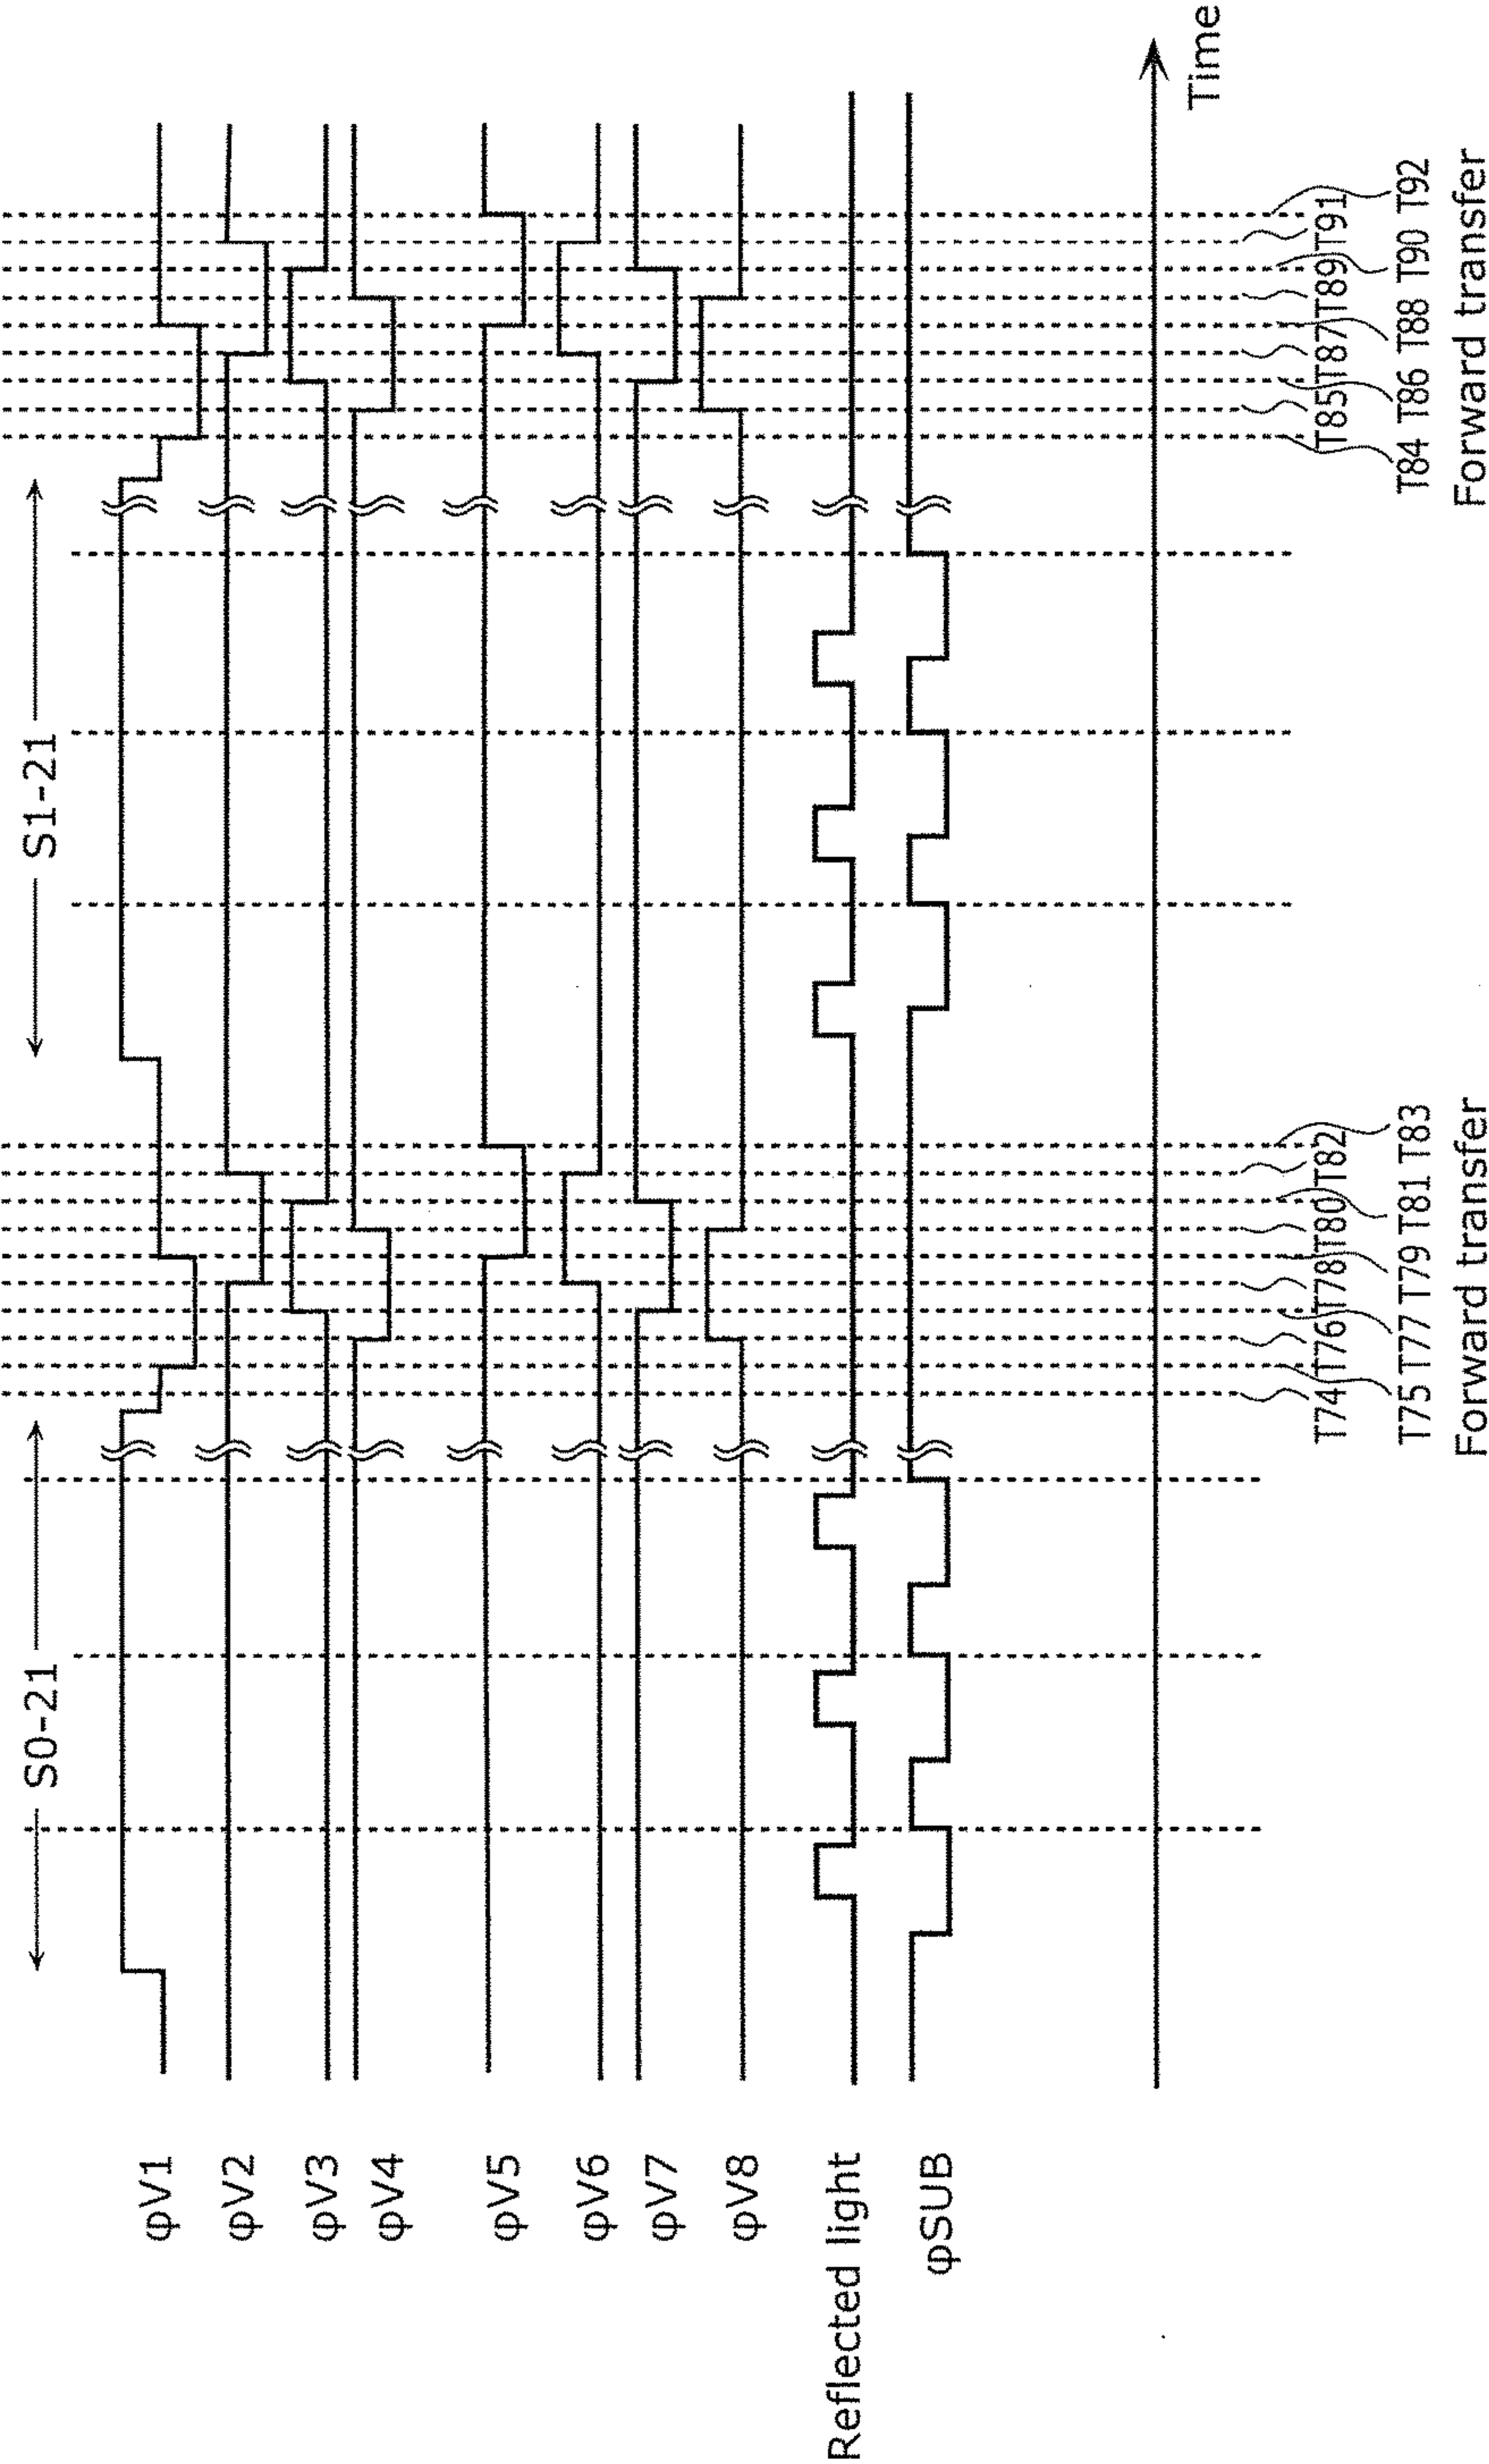 S0-21
S1-21
φV1
φV2
φV3
φV4
φV5
φV6
φV7
φV8
Reflected light
φSUB
Time
T74 T76 T78 T80 T82
T75 T77 T79 T81 T83
Forward transfer
T85 T87 T89 T91
T84 T86 T88 T90 T92
Forward transfer